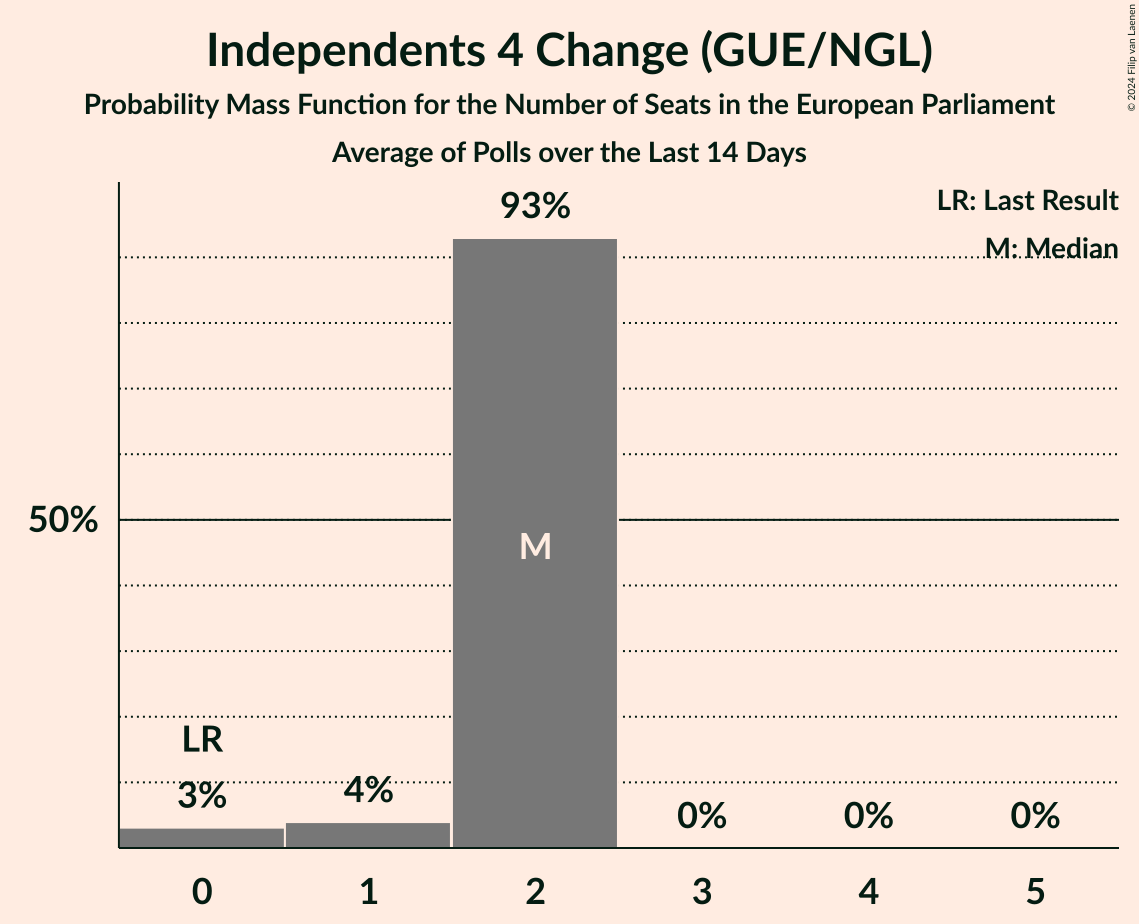 Independents 4 Change (GUE/NGL)
Probability Mass Function for the Number of Seats in the European Parliament
Average of Polls over the Last 14 Days
© 2024 Filip van Laenen
LR: Last Result
M: Median
93%
50%
M
LR
3%
4%
0%
0%
0%
0
1
2
3
4
5